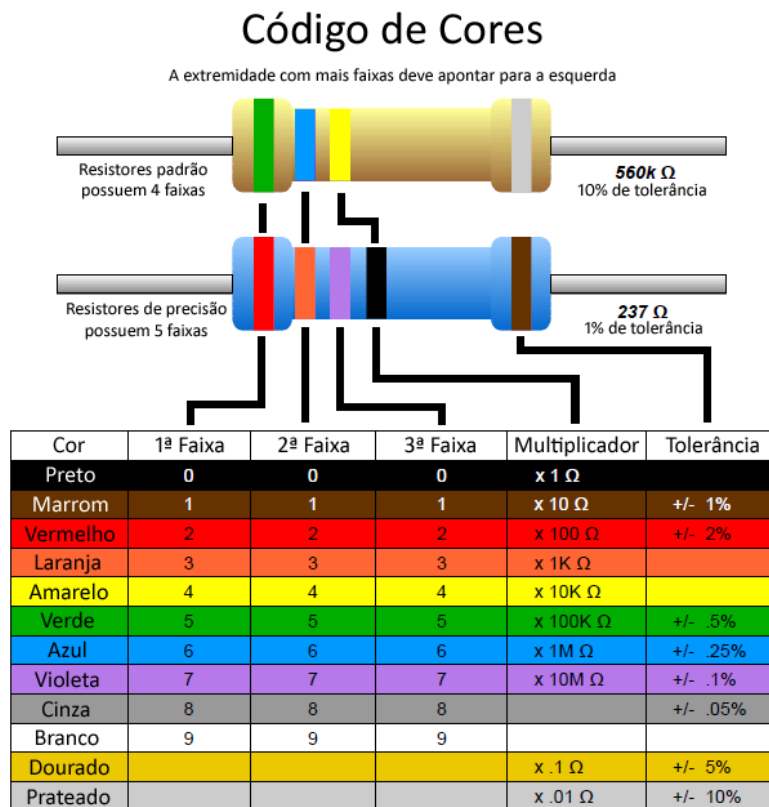 Código de Cores
A extremidade com mais faixas deve apontar para a esquerda
Resistores padrão
possuem 4 faixas
560k Ω
10% de tolerância
Resistores de precisão
possuem 5 faixas
237 Ω
1% de tolerância
Cor 1ª Faixa 2ª Faixa 3ª Faixa Multiplicador Tolerância
Preto 0 0 0 x 1 Ω
Marrom 1 1 1 x 10 Ω +/- 1%
Vermelho 2 2 2 x 100 Ω +/- 2%
Laranja 3 3 3 x 1K Ω
Amarelo 4 4 4 x 10K Ω
Verde 5 5 5 x 100K Ω +/- .5%
Azul 6 6 6 x 1M Ω +/- .25%
Violeta 7 7 7 x 10M Ω +/- .1%
Cinza 8 8 8 +/- .05%
Branco 9 9 9
Dourado x .1 Ω +/- 5%
Prateado x .01 Ω +/- 10%